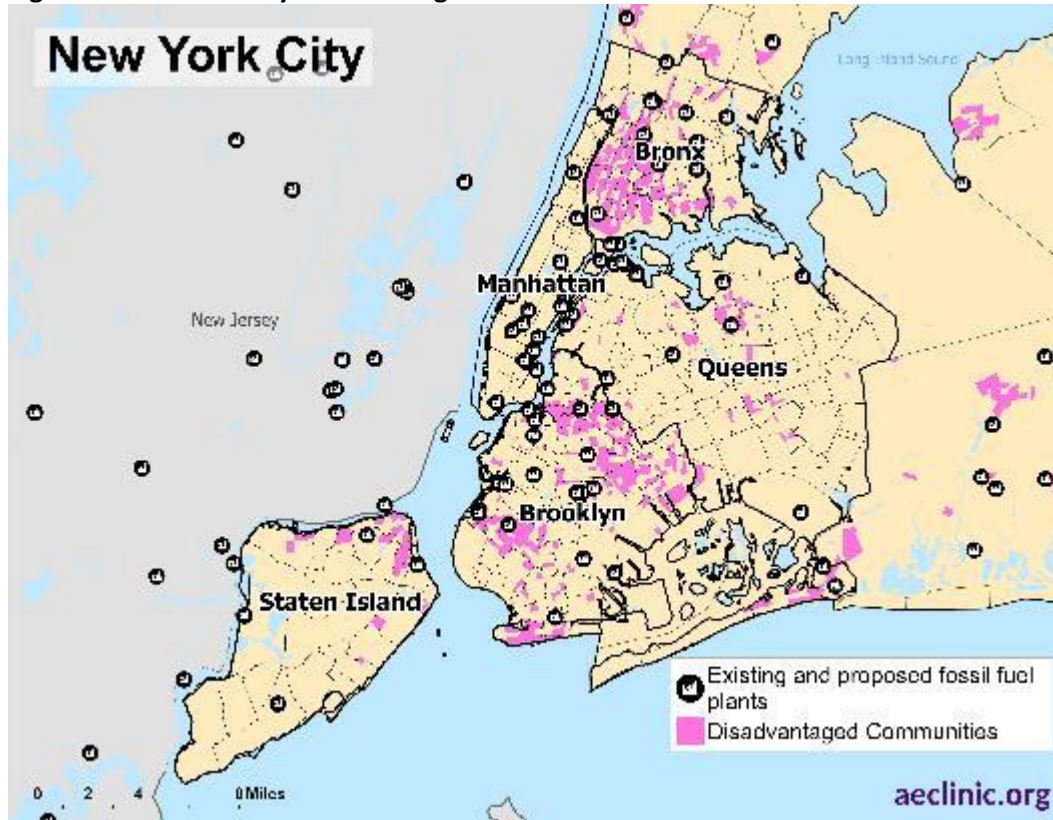 New York City
Long Island Sound
Bronx
Manhattan
New Jersey
Queens
Brooklyn
Staten Island
Existing and proposed fossil fuel
plants
Disadvantaged Communities
0 2 4 8 Miles
aeclinic.org